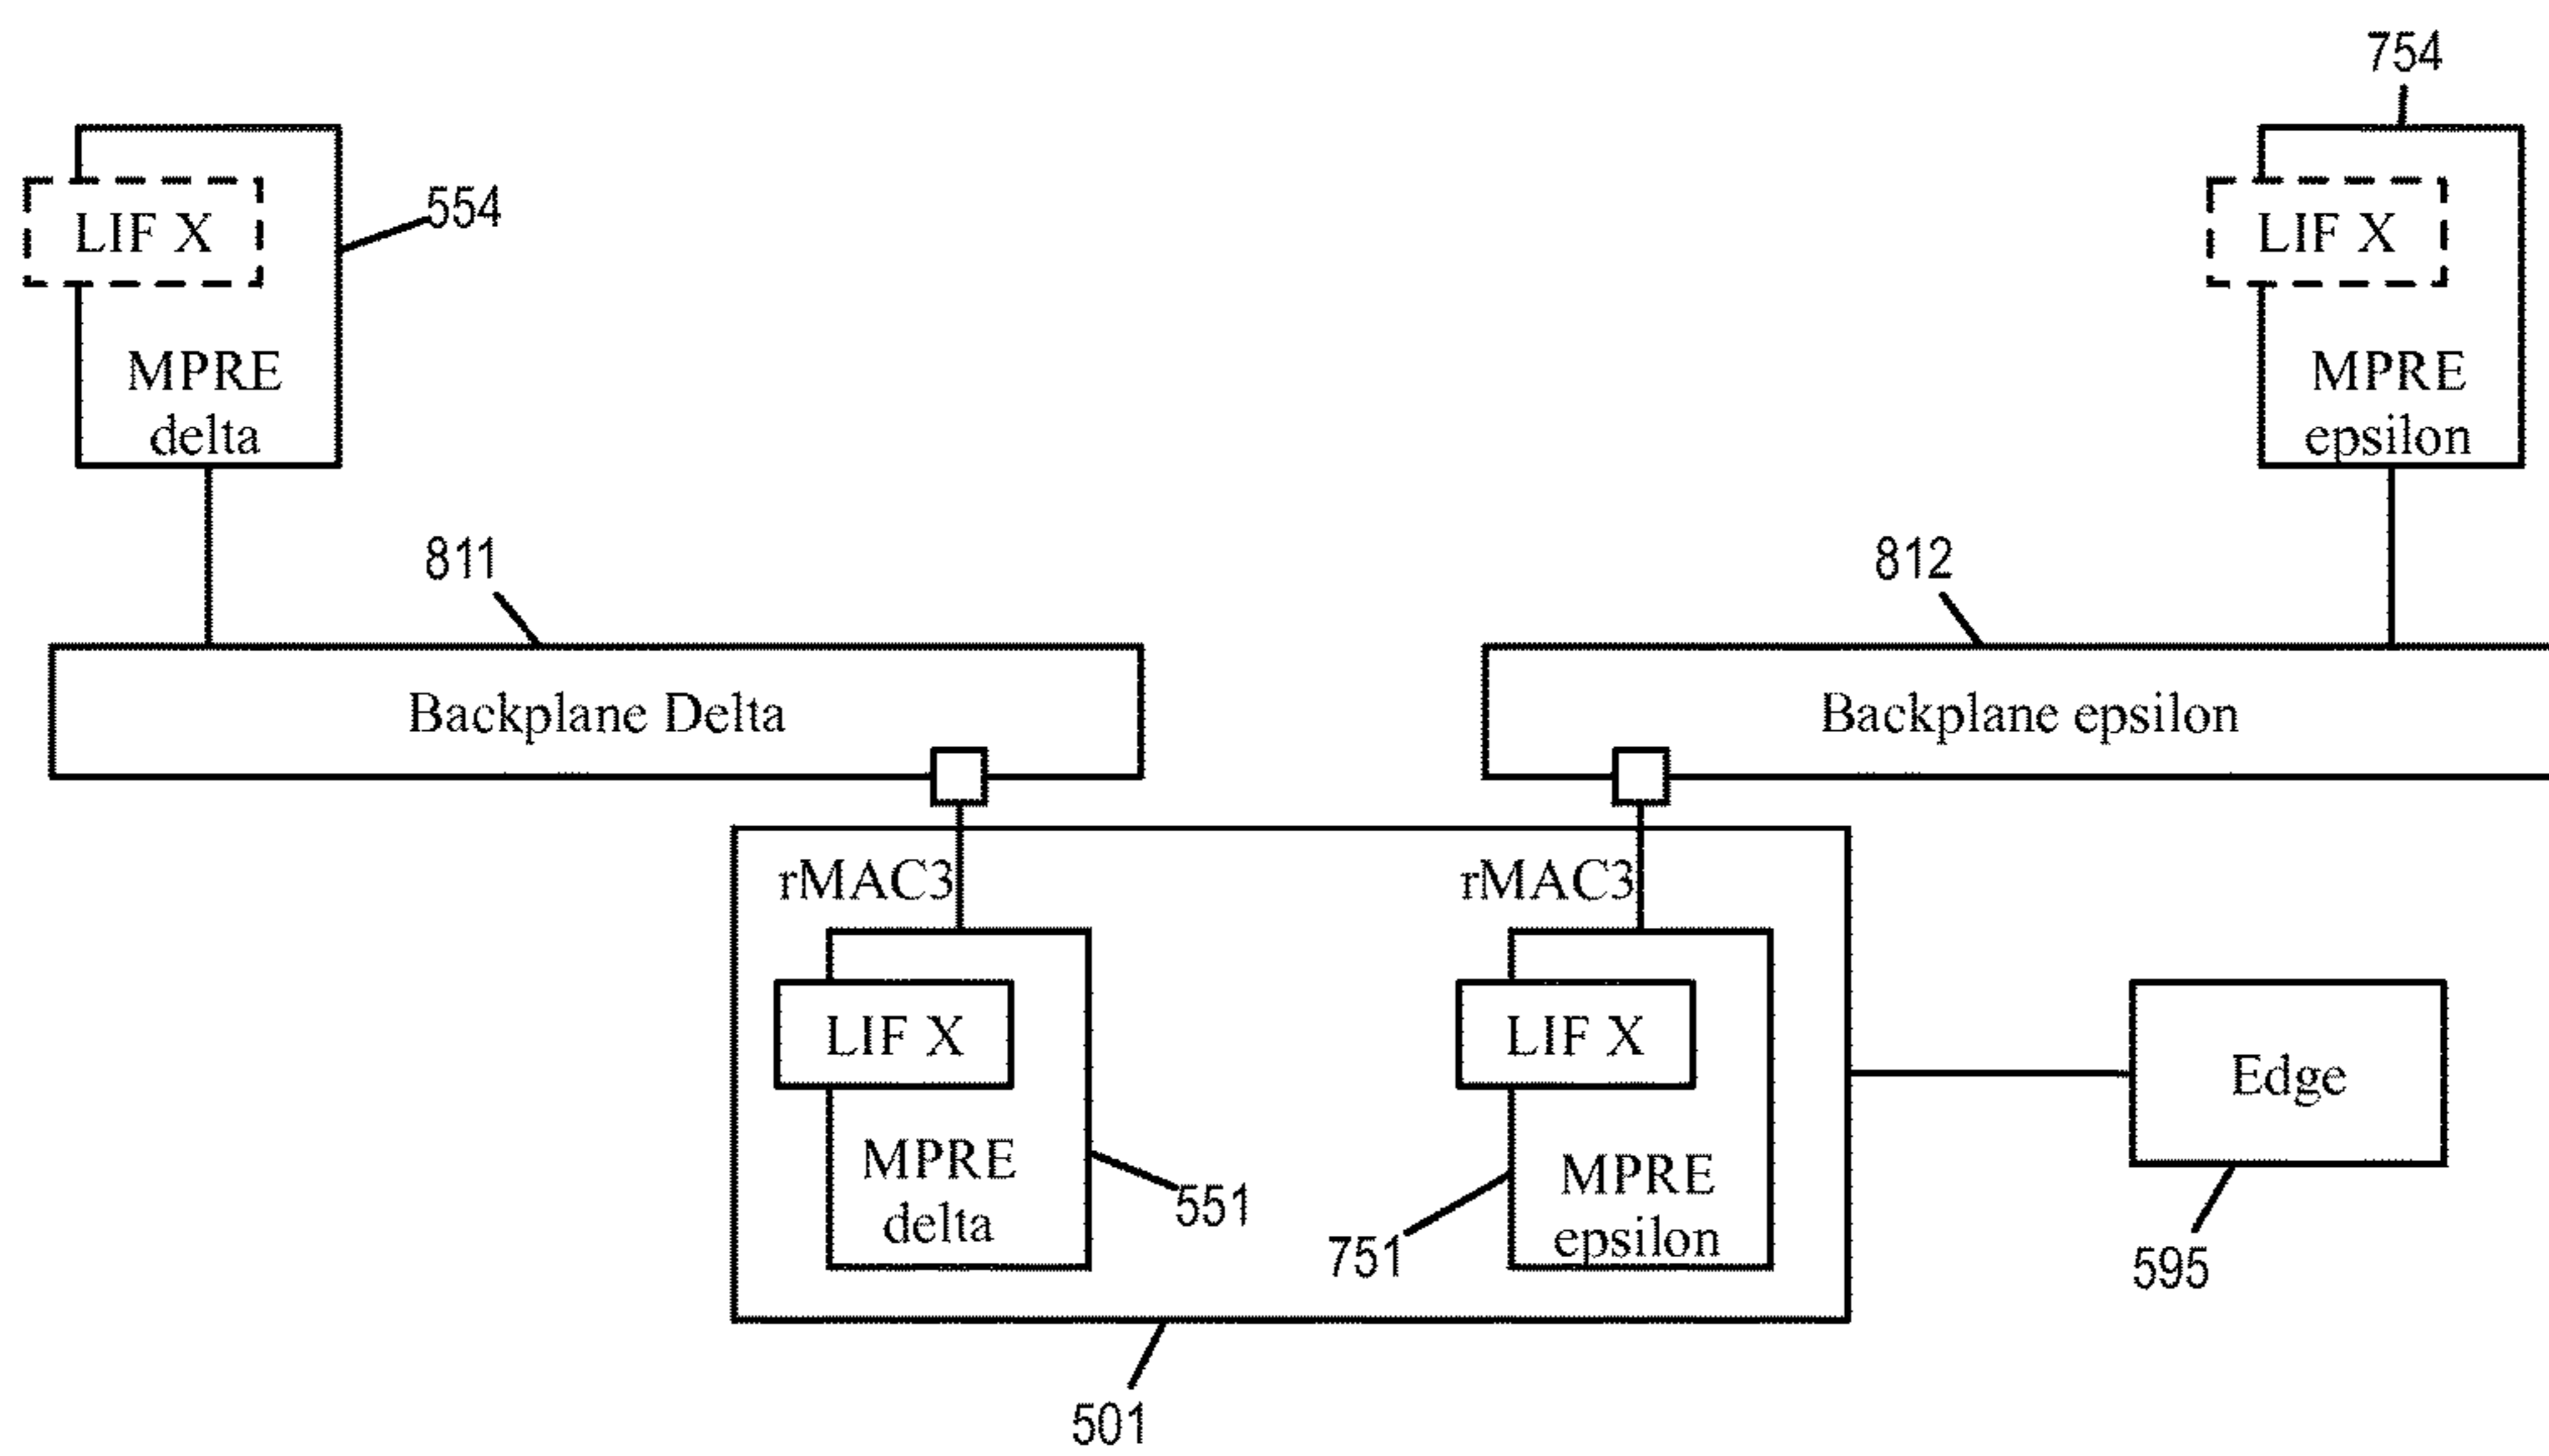 754
LIF X
554
LIF X
MPRE
delta
MPRE
epsilon
811
812
Backplane Delta
Backplane epsilon
rMAC3
rMAC3
LIF X
LIF X
Edge
MPRE
delta
551
MPRE
epsilon
751
595
501